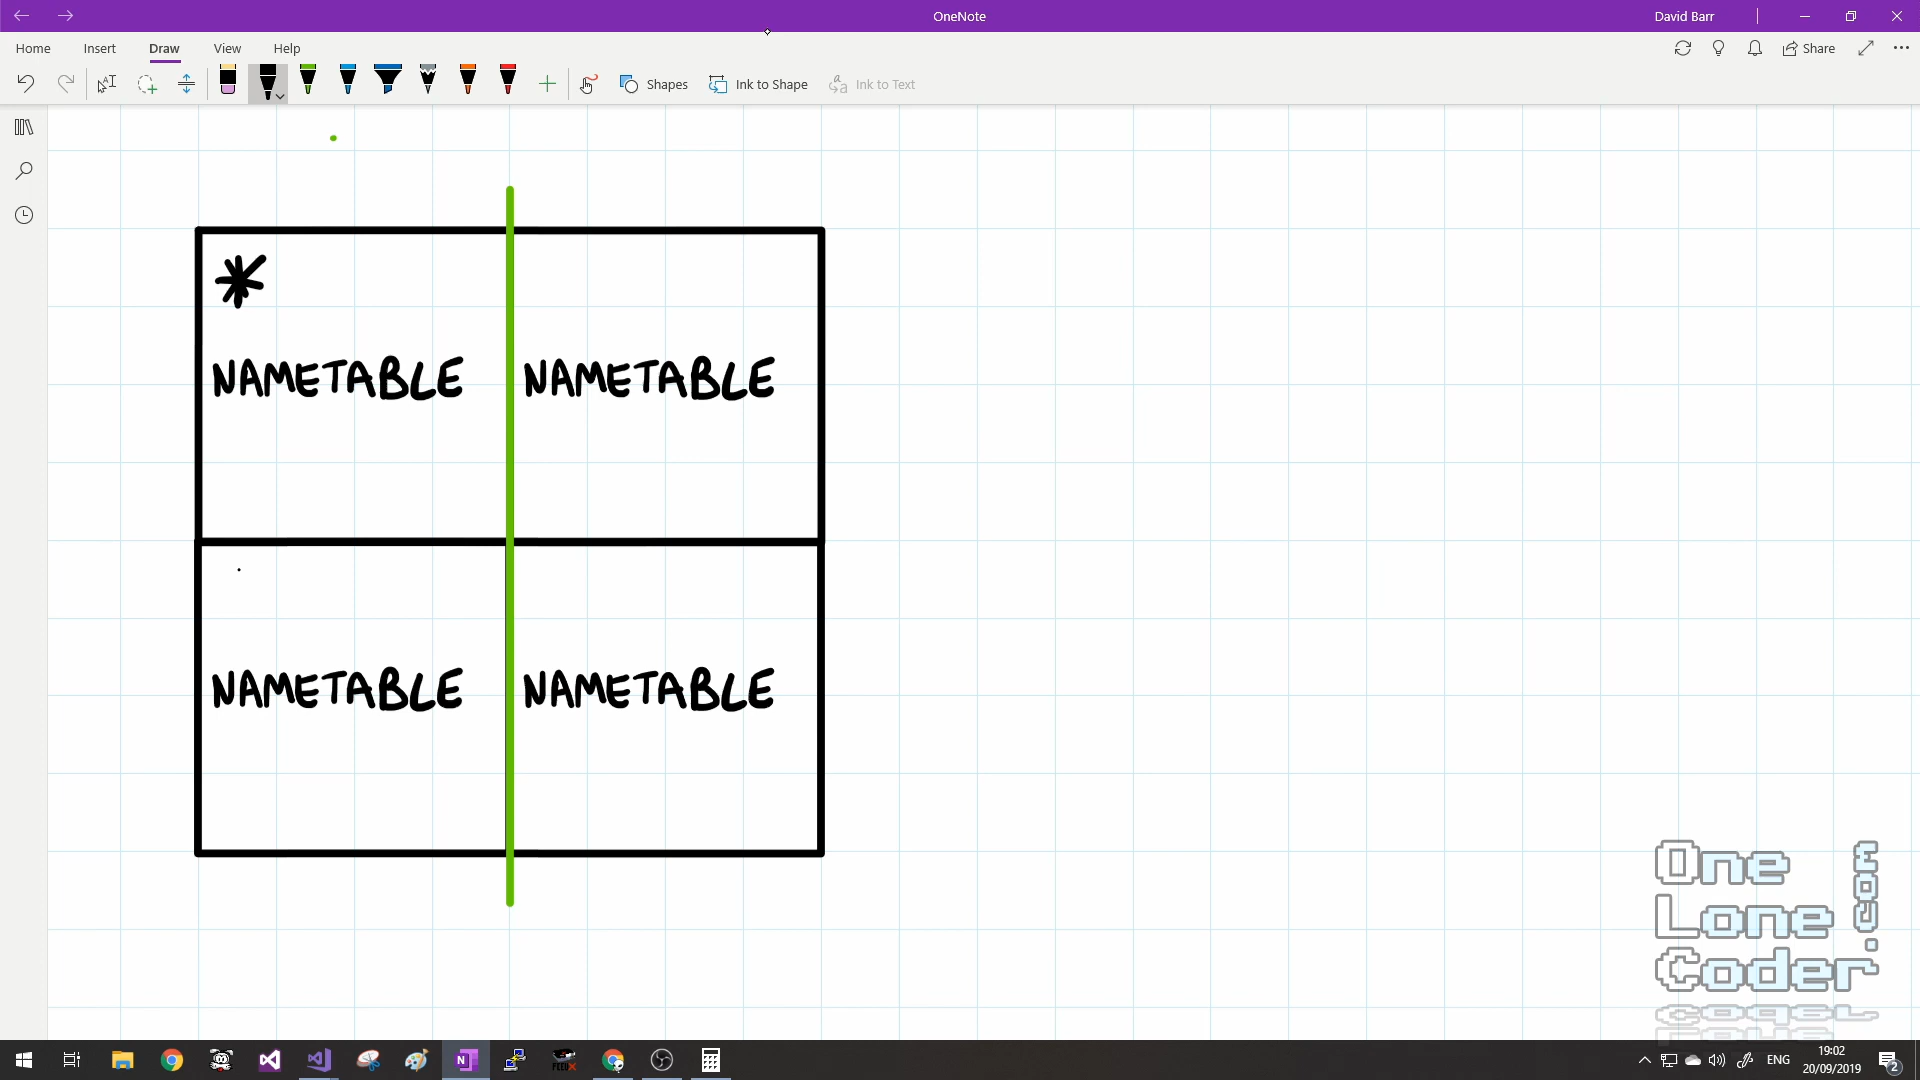 OneNote
David Barr
Home Insert Draw View Help
Share
Shapes Ink to Shape Ink to Text
NAMETABLE NAMETABLE
NAMETABLE NAMETABLE
One
Lone
Coder
.com
ENG
19:02
20/09/2019
2